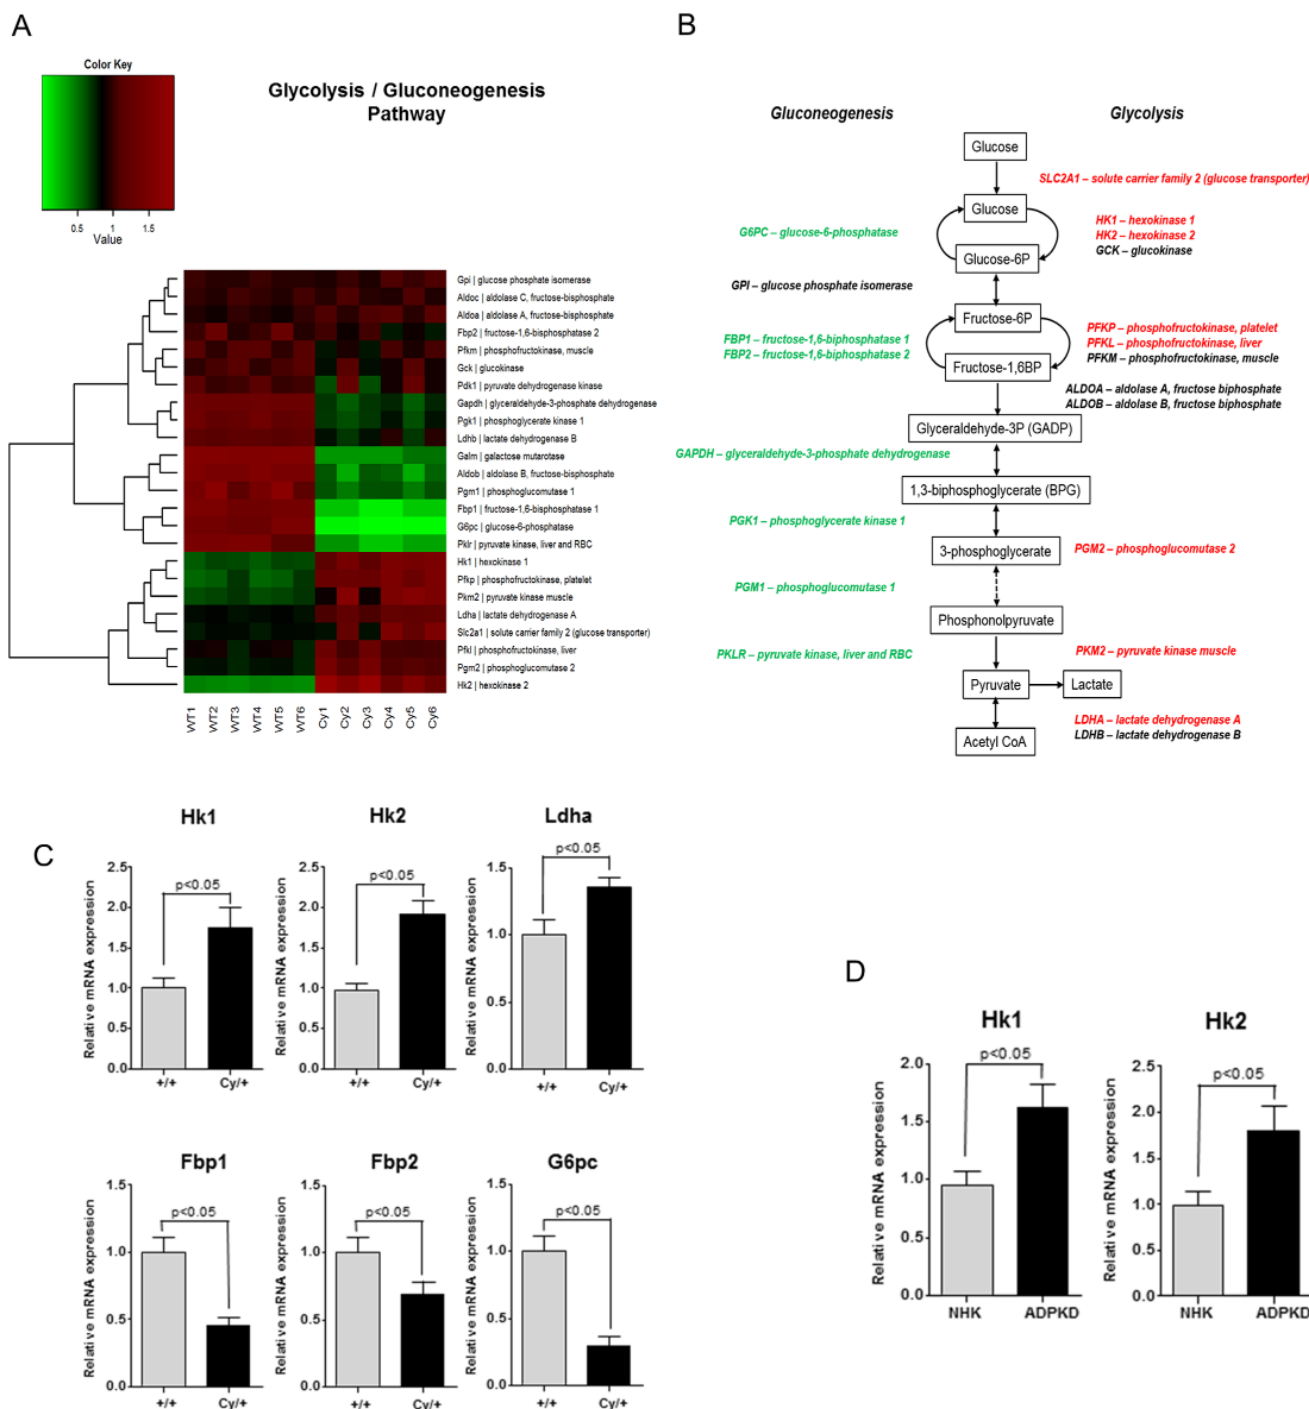 A
Color Key
0.5 1 1.5
Value
Glycolysis / Gluconeogenesis
Pathway
Gpi | glucose phosphate isomerase
Aldoc | aldolase C, fructose-bisphosphate
Aldoa | aldolase A, fructose-bisphosphate
Fbp2 | fructose-1,6-bisphosphatase 2
Pfkm | phosphofructokinase, muscle
Gck | glucokinase
Pdk1 | pyruvate dehydrogenase kinase
Gapdh | glyceraldehyde-3-phosphate dehydrogenase
Pgk1 | phosphoglycerate kinase 1
Ldhb | lactate dehydrogenase B
Galm | galactose mutarotase
Aldob | aldolase B, fructose-bisphosphate
Pgm1 | phosphoglucomutase 1
Fbp1 | fructose-1,6-bisphosphatase 1
G6pc | glucose-6-phosphatase
Pklr | pyruvate kinase, liver and RBC
Hk1 | hexokinase 1
Pfkp | phosphofructokinase, platelet
Pkm2 | pyruvate kinase muscle
Ldha | lactate dehydrogenase A
Slc2a1 | solute carrier family 2 (glucose transporter)
Pfkl | phosphofructokinase, liver
Pgm2 | phosphoglucomutase 2
Hk2 | hexokinase 2
WT1 WT2 WT3 WT4 WT5 WT6 Cy1 Cy2 Cy3 Cy4 Cy5 Cy6
B
Gluconeogenesis
Glycolysis
Glucose
SLC2A1 – solute carrier family 2 (glucose transporter)
Glucose
G6PC – glucose-6-phosphatase
HK1 – hexokinase 1
HK2 – hexokinase 2
GCK – glucokinase
Glucose-6P
GPI – glucose phosphate isomerase
Fructose-6P
FBP1 – fructose-1,6-biphosphatase 1
FBP2 – fructose-1,6-biphosphatase 2
PFKP – phosphofructokinase, platelet
PFKL – phosphofructokinase, liver
PFKM – phosphofructokinase, muscle
Fructose-1,6BP
ALDOA – aldolase A, fructose biphosphate
ALDOB – aldolase B, fructose biphosphate
Glyceraldehyde-3P (GADP)
GAPDH – glyceraldehyde-3-phosphate dehydrogenase
1,3-biphosphoglycerate (BPG)
PGK1 – phosphoglycerate kinase 1
3-phosphoglycerate
PGM2 – phosphoglucomutase 2
PGM1 – phosphoglucomutase 1
Phosphonolpyruvate
PKLR – pyruvate kinase, liver and RBC
PKM2 – pyruvate kinase muscle
Pyruvate
Lactate
LDHA – lactate dehydrogenase A
LDHB – lactate dehydrogenase B
Acetyl CoA
C
Hk1
Relative mRNA expression
2.5
2.0
1.5
1.0
0.5
0.0
p<0.05
+/+ Cy/+
Hk2
Relative mRNA expression
2.5
2.0
1.5
1.0
0.5
0.0
p<0.05
+/+ Cy/+
Ldha
Relative mRNA expression
1.5
1.0
0.5
0.0
p<0.05
+/+ Cy/+
Fbp1
Relative mRNA expression
1.5
1.0
0.5
0.0
p<0.05
+/+ Cy/+
Fbp2
Relative mRNA expression
1.5
1.0
0.5
0.0
p<0.05
+/+ Cy/+
G6pc
Relative mRNA expression
1.5
1.0
0.5
0.0
p<0.05
+/+ Cy/+
D
Hk1
Relative mRNA expression
2.0
1.5
1.0
0.5
0.0
p<0.05
NHK ADPKD
Hk2
Relative mRNA expression
2.5
2.0
1.5
1.0
0.5
0.0
p<0.05
NHK ADPKD